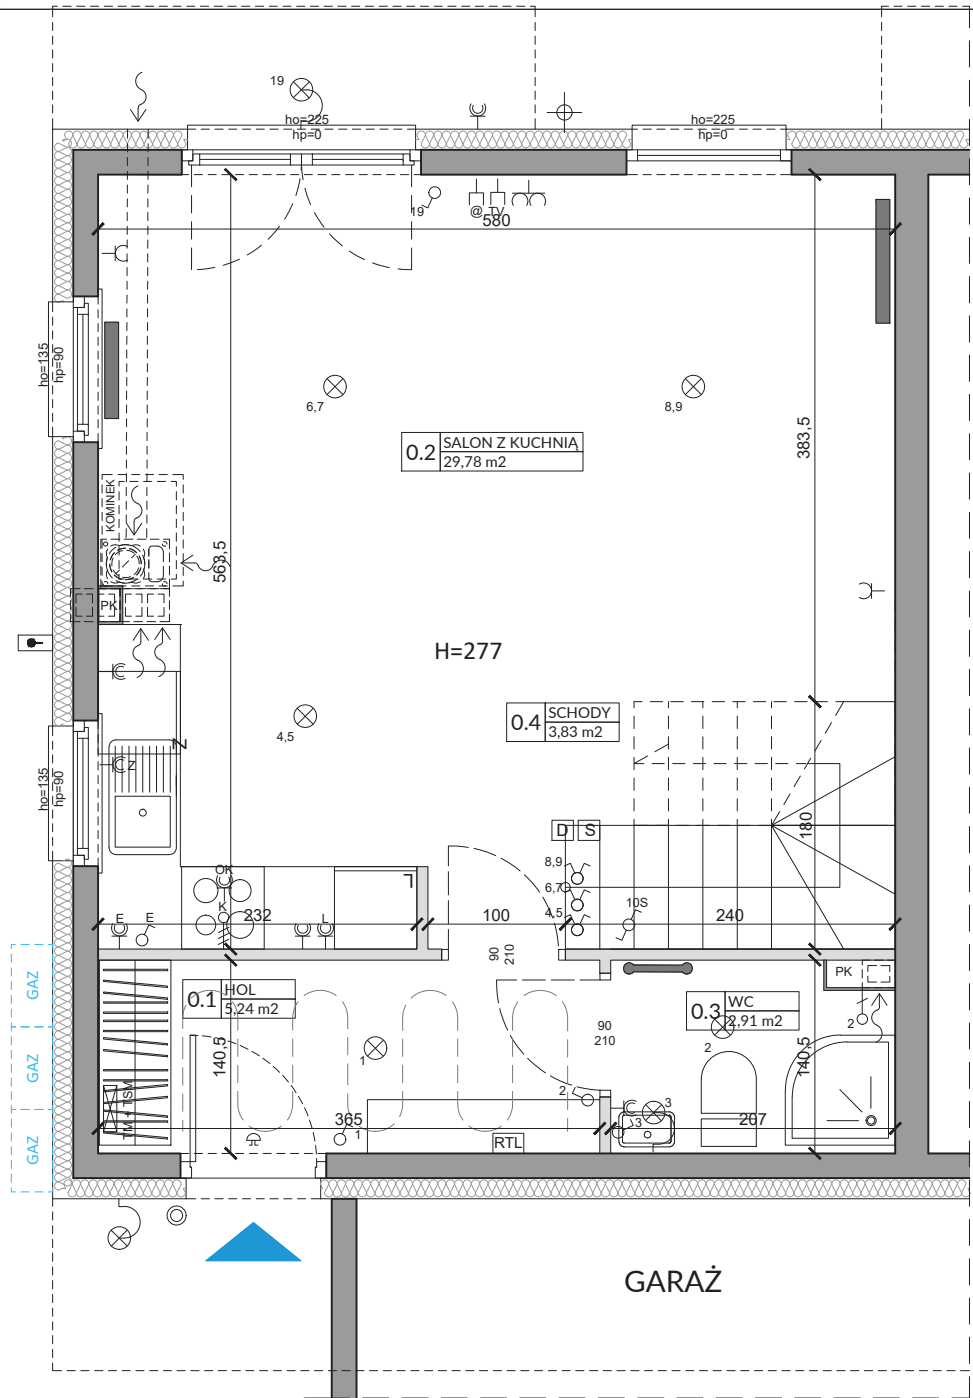 19
ho=225
hp=0
ho=225
hp=0
19
@
TV
580
ho=135
hp=90
6,7
8,9
0.2
SALON Z KUCHNIĄ
29,78 m2
383,5
KOMINEK
563,5
PK
H=277
0.4
SCHODY
3,83 m2
4,5
Z
Z
ho=135
hp=90
180
D
S
OK
8,9
6,7
4,5
K
10S
E
E
232
L
100
240
90
210
GAZ
0.1
HOL
5,24 m2
PK
0.3
WC
2,91 m2
90
210
2
2
GAZ
1
140,5
140,5
TM + TSM
2
3
3
365
1
207
GAZ
RTL
GARAŻ